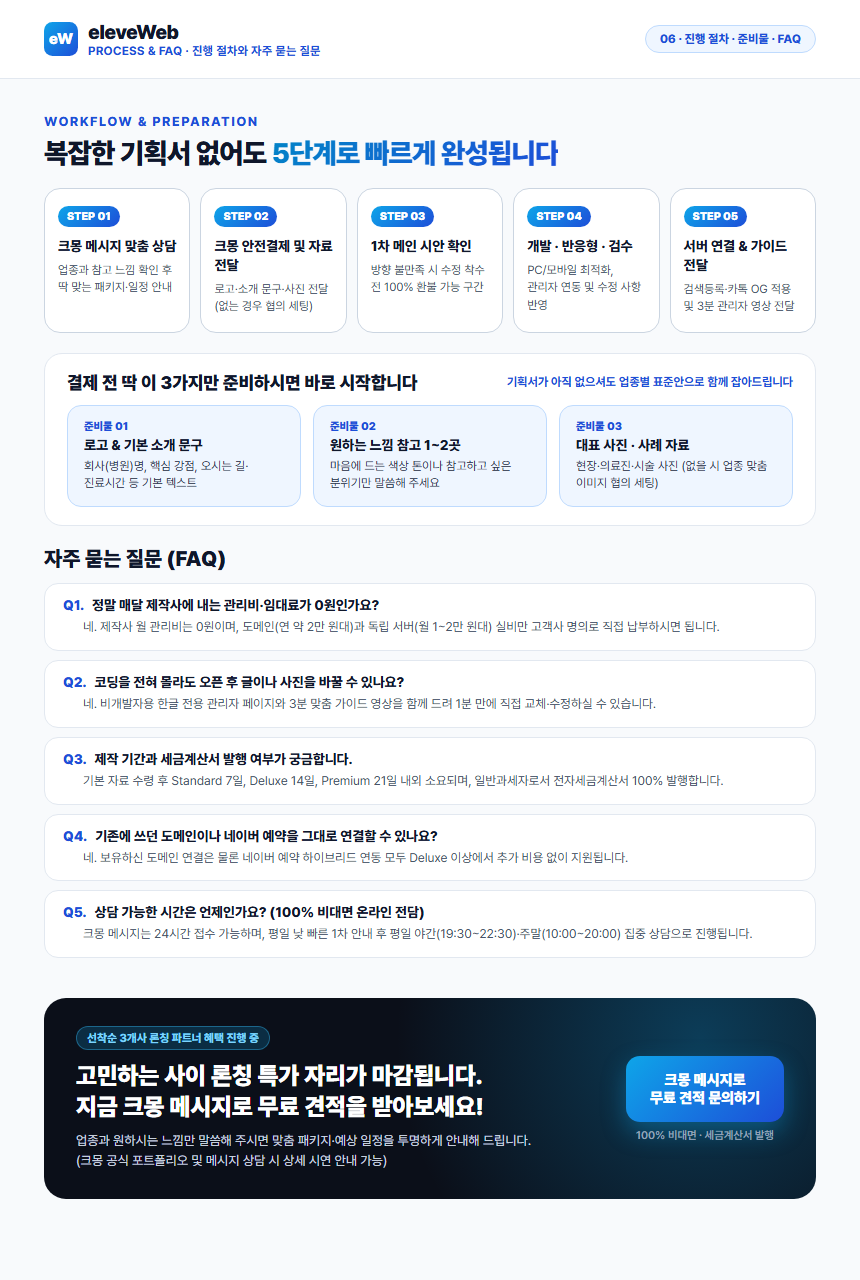 eW
eleveWeb
PROCESS & FAQ · 진행 절차와 자주 묻는 질문
06 · 진행 절차 · 준비물 · FAQ
WORKFLOW & PREPARATION
복잡한 기획서 없어도 5단계로 빠르게 완성됩니다
STEP 01
크몽 메시지 맞춤 상담
업종과 참고 느낌 확인 후
딱 맞는 패키지·일정 안내
STEP 02
크몽 안전결제 및 자료
전달
로고·소개 문구·사진 전달
(없는 경우 협의 세팅)
STEP 03
1차 메인 시안 확인
방향 불만족 시 수정 착수
전 100% 환불 가능 구간
STEP 04
개발 · 반응형 · 검수
PC/모바일 최적화,
관리자 연동 및 수정 사항
반영
STEP 05
서버 연결 & 가이드
전달
검색등록·카톡 OG 적용
및 3분 관리자 영상 전달
결제 전 딱 이 3가지만 준비하시면 바로 시작합니다
기획서가 아직 없으셔도 업종별 표준안으로 함께 잡아드립니다
준비물 01
로고 & 기본 소개 문구
회사(병원)명, 핵심 강점, 오시는 길·
진료시간 등 기본 텍스트
준비물 02
원하는 느낌 참고 1~2곳
마음에 드는 색상 톤이나 참고하고 싶은
분위기만 말씀해 주세요
준비물 03
대표 사진 · 사례 자료
현장·의료진·시술 사진 (없을 시 업종 맞춤
이미지 협의 세팅)
자주 묻는 질문 (FAQ)
Q1. 정말 매달 제작사에 내는 관리비·임대료가 0원인가요?
네. 제작사 월 관리비는 0원이며, 도메인(연 약 2만 원대)과 독립 서버(월 1~2만 원대) 실비만 고객사 명의로 직접 납부하시면 됩니다.
Q2. 코딩을 전혀 몰라도 오픈 후 글이나 사진을 바꿀 수 있나요?
네. 비개발자용 한글 전용 관리자 페이지와 3분 맞춤 가이드 영상을 함께 드려 1분 만에 직접 교체·수정하실 수 있습니다.
Q3. 제작 기간과 세금계산서 발행 여부가 궁금합니다.
기본 자료 수령 후 Standard 7일, Deluxe 14일, Premium 21일 내외 소요되며, 일반과세자로서 전자세금계산서 100% 발행합니다.
Q4. 기존에 쓰던 도메인이나 네이버 예약을 그대로 연결할 수 있나요?
네. 보유하신 도메인 연결은 물론 네이버 예약 하이브리드 연동 모두 Deluxe 이상에서 추가 비용 없이 지원됩니다.
Q5. 상담 가능한 시간은 언제인가요? (100% 비대면 온라인 전담)
크몽 메시지는 24시간 접수 가능하며, 평일 낮 빠른 1차 안내 후 평일 야간(19:30~22:30)·주말(10:00~20:00) 집중 상담으로 진행됩니다.
선착순 3개사 론칭 파트너 혜택 진행 중
고민하는 사이 론칭 특가 자리가 마감됩니다.
지금 크몽 메시지로 무료 견적을 받아보세요!
업종과 원하시는 느낌만 말씀해 주시면 맞춤 패키지·예상 일정을 투명하게 안내해 드립니다.
(크몽 공식 포트폴리오 및 메시지 상담 시 상세 시연 안내 가능)
크몽 메시지로
무료 견적 문의하기
100% 비대면 · 세금계산서 발행